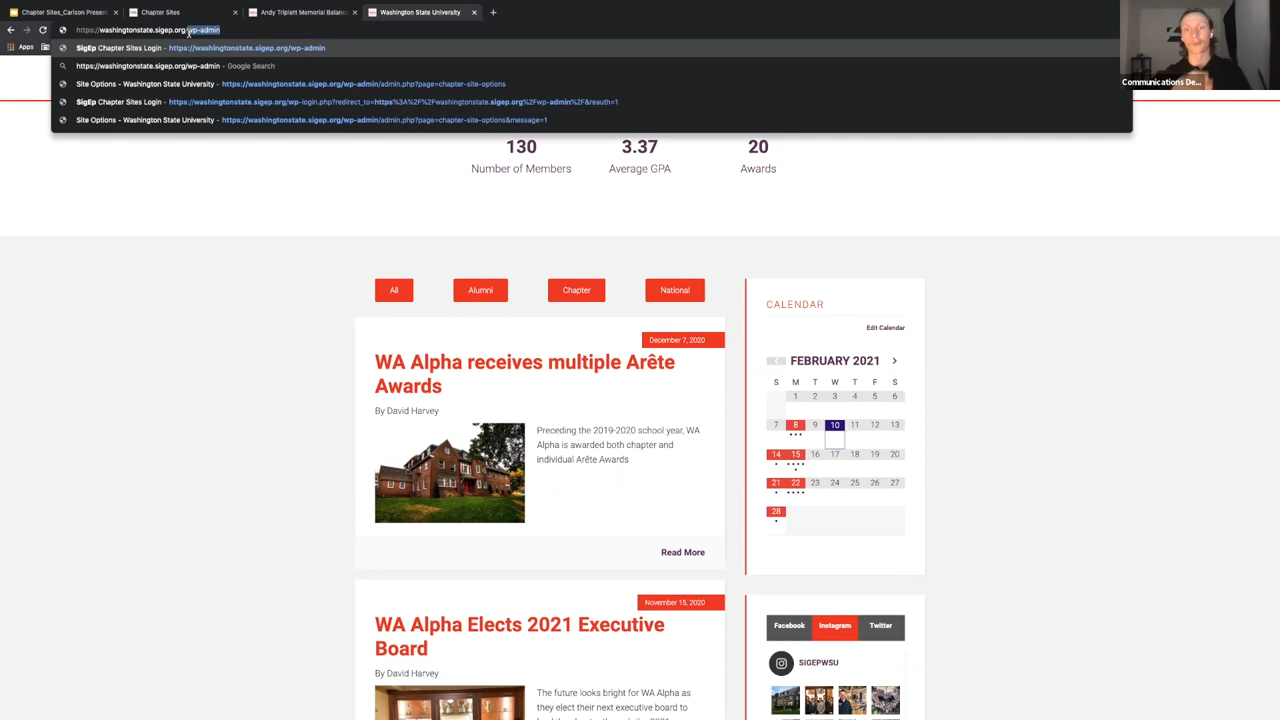 Chapter Sites_Carlson Presen
Chapter Sites
Andy Triplett Memorial Balanc
Washington State University
https://washingtonstate.sigep.org/wp-admin
SigEp Chapter Sites Login - https://washingtonstate.sigep.org/wp-admin
https://washingtonstate.sigep.org/wp-admin - Google Search
Site Options - Washington State University - https://washingtonstate.sigep.org/wp-admin/admin.php?page=chapter-site-options
SigEp Chapter Sites Login - https://washingtonstate.sigep.org/wp-login.php?redirect_to=https%3A%2F%2Fwashingtonstate.sigep.org%2Fwp-admin%2F&reauth=1
Site Options - Washington State University - https://washingtonstate.sigep.org/wp-admin/admin.php?page=chapter-site-options&message=1
Apps
Communications De...
130
3.37
20
Number of Members
Average GPA
Awards
All
Alumni
Chapter
National
December 7, 2020
WA Alpha receives multiple Arête
Awards
By David Harvey
Preceding the 2019-2020 school year, WA
Alpha is awarded both chapter and
individual Arête Awards
Read More
November 15, 2020
WA Alpha Elects 2021 Executive
Board
By David Harvey
The future looks bright for WA Alpha as
they elect their next executive board to
CALENDAR
Edit Calendar
FEBRUARY 2021
S M T W T F S
1 2 3 4 5 6
7 8 9 10 11 12 13
14 15 16 17 18 19 20
21 22 23 24 25 26 27
28
Facebook
Instagram
Twitter
SIGEPWSU